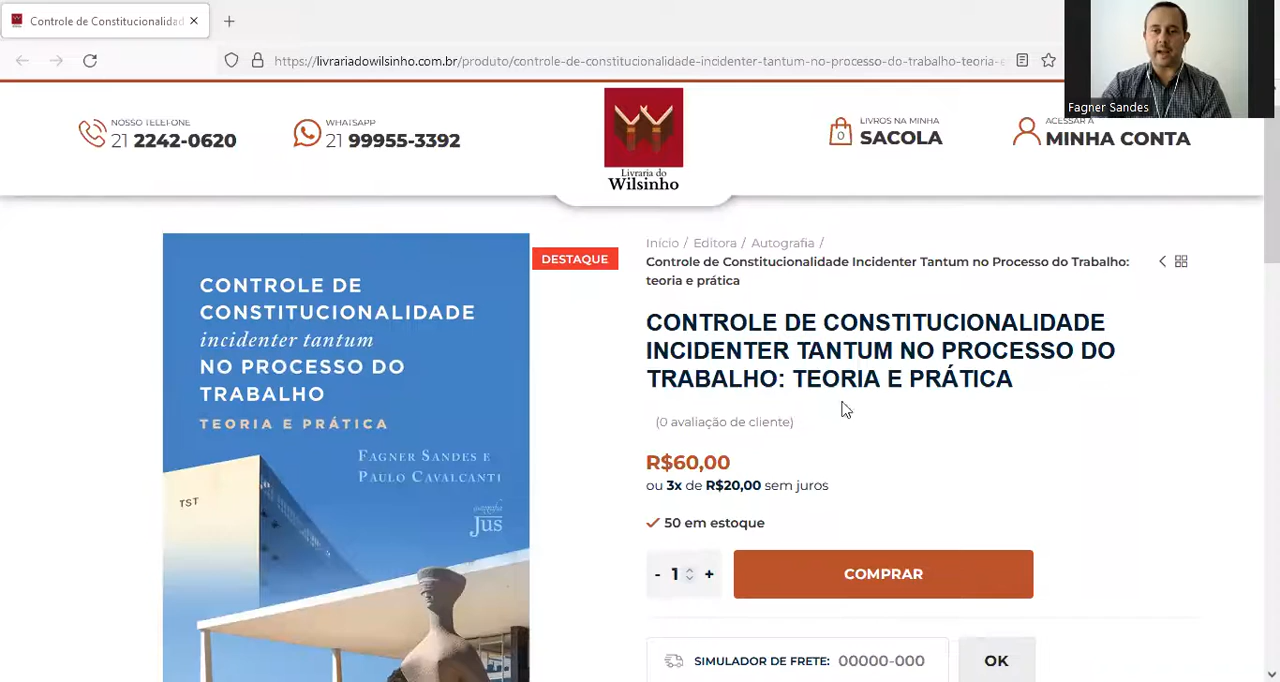 Controle de Constitucionalidad
https://livrariadowilsinho.com.br/produto/controle-de-constitucionalidade-incidenter-tantum-no-processo-do-trabalho-teoria-e
Fagner Sandes
NOSSO TELEFONE
21 2242-0620
WHATSAPP
21 99955-3392
Livraria do
Wilsinho
0
LIVROS NA MINHA
SACOLA
ACESSAR A
MINHA CONTA
CONTROLE DE
CONSTITUCIONALIDADE
incidenter tantum
NO PROCESSO DO
TRABALHO
TEORIA E PRÁTICA
FAGNER SANDES E
PAULO CAVALCANTI
autografia
Jus
TST
DESTAQUE
Início / Editora / Autografia /
Controle de Constitucionalidade Incidenter Tantum no Processo do Trabalho:
teoria e prática
CONTROLE DE CONSTITUCIONALIDADE
INCIDENTER TANTUM NO PROCESSO DO
TRABALHO: TEORIA E PRÁTICA
(0 avaliação de cliente)
R$60,00
ou 3x de R$20,00 sem juros
50 em estoque
- 1 +
COMPRAR
SIMULADOR DE FRETE: 00000-000
OK